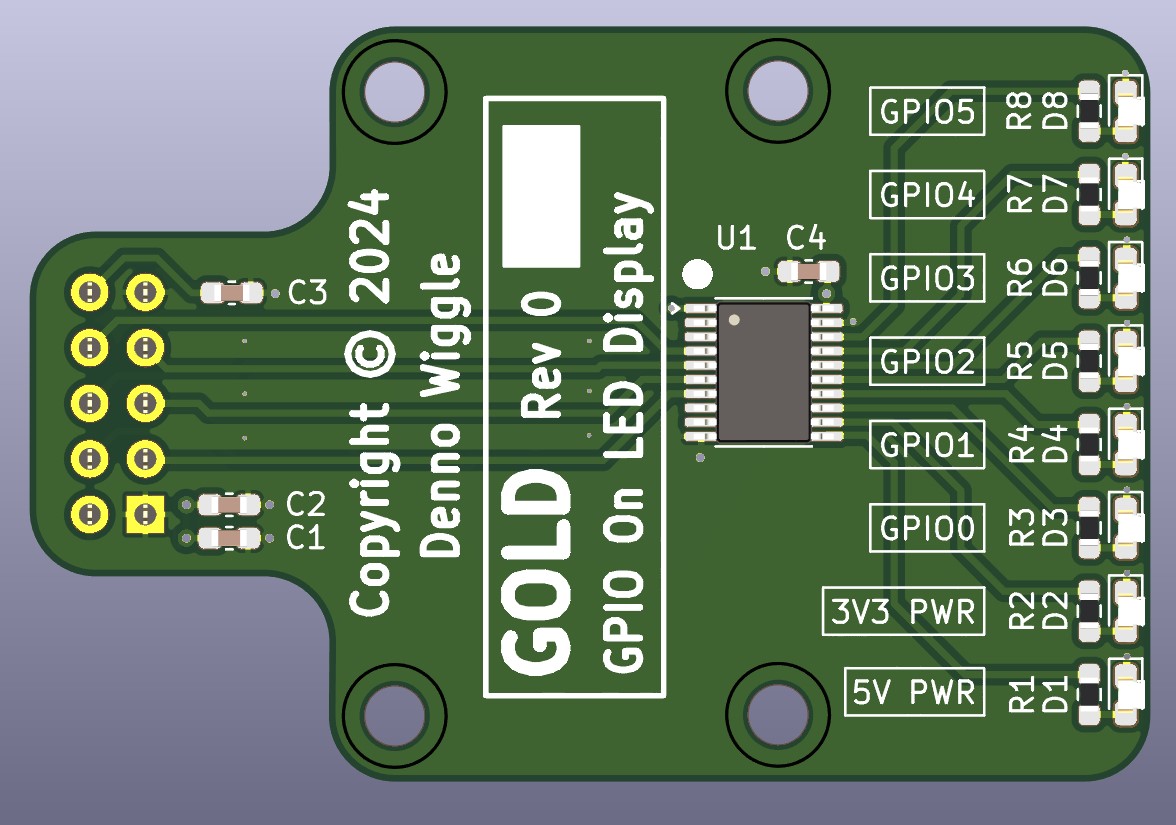 Copyright © 2024
Denno Wiggle
GOLD Rev 0
GPIO On LED Display
U1
C4
C3
C2
C1
GPIO5 R8 D8
GPIO4 R7 D7
GPIO3 R6 D6
GPIO2 R5 D5
GPIO1 R4 D4
GPIO0 R3 D3
3V3 PWR R2 D2
5V PWR R1 D1